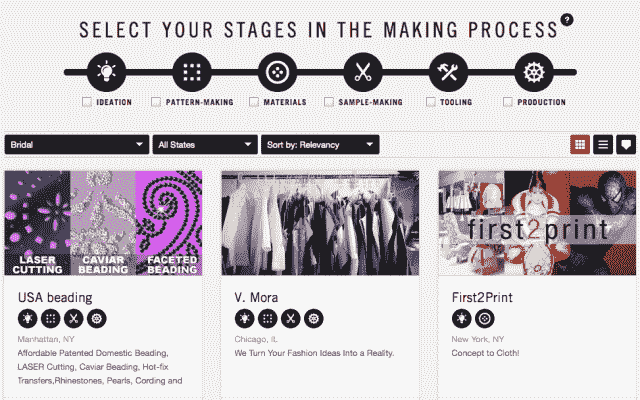 SELECT YOUR STAGES IN THE MAKING PROCESS ?
IDEATION PATTERN-MAKING MATERIALS SAMPLE-MAKING TOOLING PRODUCTION
Bridal All States Sort by: Relevancy
LASER CUTTING
CAVIAR BEADING
FACETED BEADING
first2print
USA beading
Manhattan, NY
Affordable Patented Domestic Beading,
LASER Cutting, Caviar Beading, Hot-fix
Transfers,Rhinestones, Pearls, Cording and
V. Mora
Chicago, IL
We Turn Your Fashion Ideas Into a Reality.
First2Print
New York, NY
Concept to Cloth!